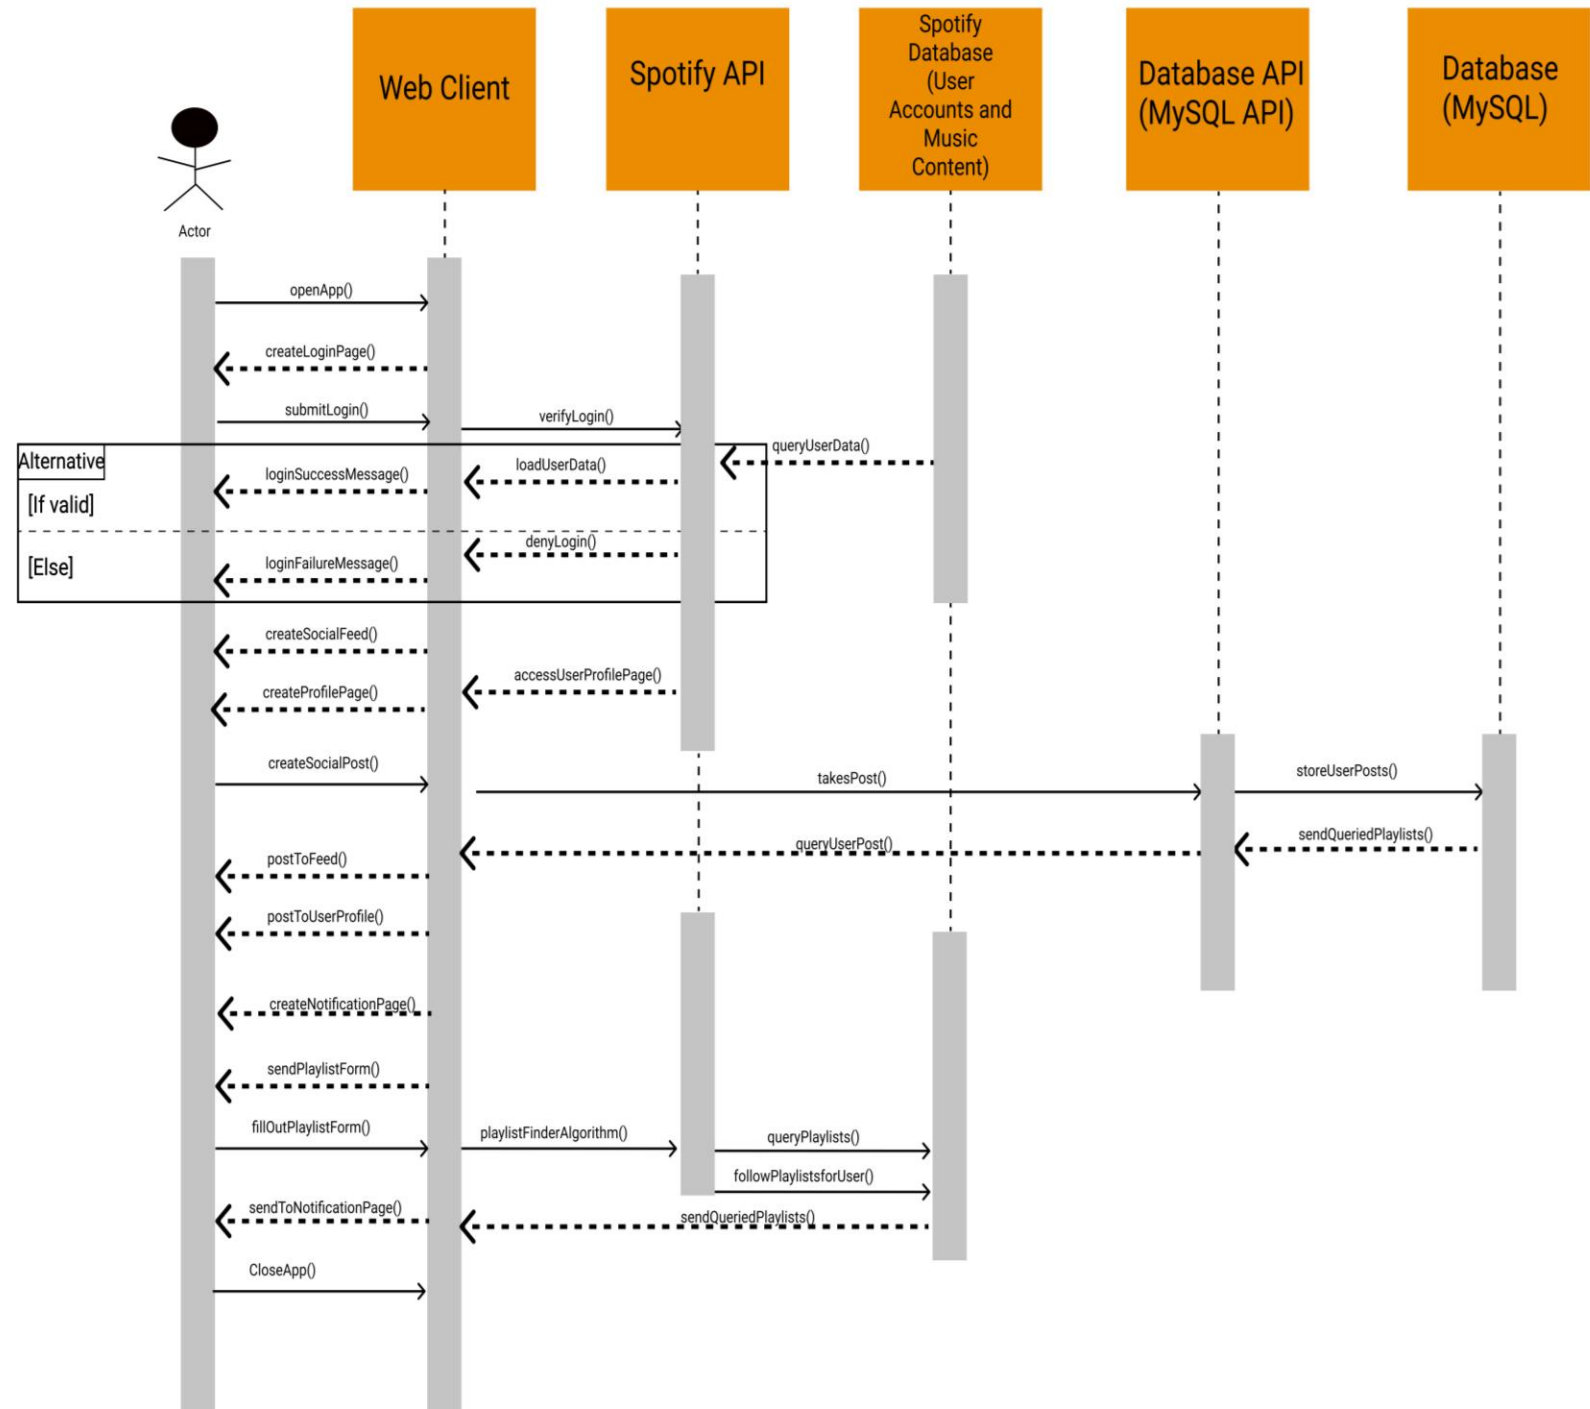 Web Client
Spotify API
Spotify
Database
(User
Accounts and
Music
Content)
Database API
(MySQL API)
Database
(MySQL)
Actor
openApp()
createLoginPage()
submitLogin()
verifyLogin()
queryUserData()
Alternative
loginSuccessMessage()
loadUserData()
[If valid]
denyLogin()
[Else]
loginFailureMessage()
createSocialFeed()
accessUserProfilePage()
createProfilePage()
createSocialPost()
takesPost()
storeUserPosts()
sendQueriedPlaylists()
queryUserPost()
postToFeed()
postToUserProfile()
createNotificationPage()
sendPlaylistForm()
fillOutPlaylistForm()
playlistFinderAlgorithm()
queryPlaylists()
followPlaylistsforUser()
sendToNotificationPage()
sendQueriedPlaylists()
CloseApp()